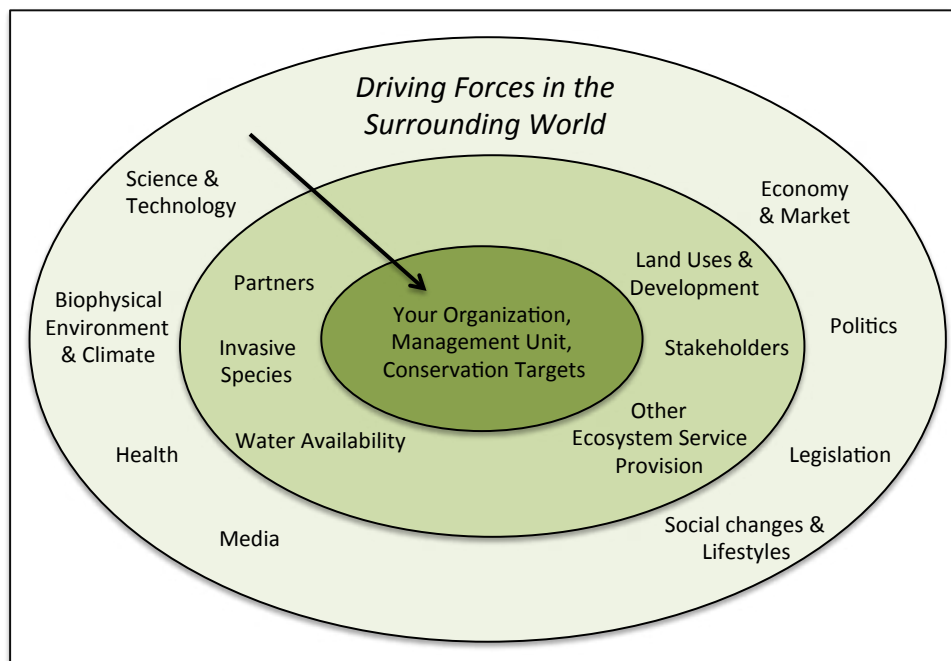 Driving Forces in the
Surrounding World
Science &
Technology
Economy
& Market
Partners
Land Uses &
Development
Biophysical
Environment
& Climate
Your Organization,
Management Unit,
Conservation Targets
Politics
Invasive
Species
Stakeholders
Other
Ecosystem Service
Provision
Water Availability
Health
Legislation
Media
Social changes &
Lifestyles